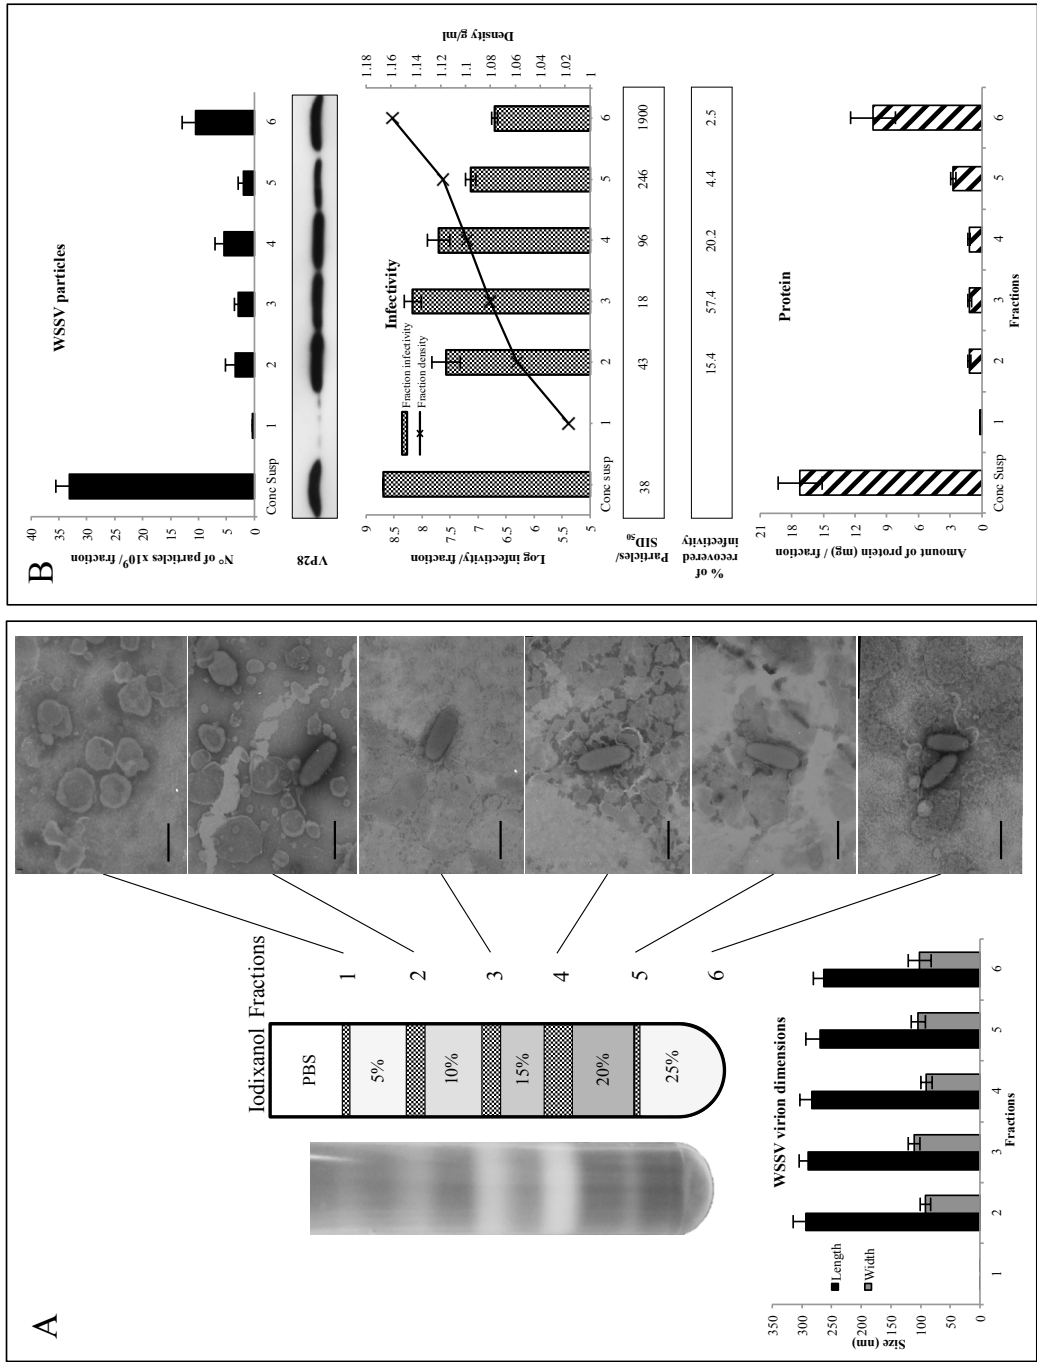 A
Iodixanol Fractions
PBS
5%
10%
15%
20%
25%
1
2
3
4
5
6
WSSV virion dimensions
Size (nm)
350
300
250
200
150
100
50
0
Length
Width
1 2 3 4 5 6
Fractions
B
WSSV particles
N° of particles x10⁹/ fraction
40
35
30
25
20
15
10
5
0
Conc Susp 1 2 3 4 5 6
VP28
Infectivity
Fraction infectivity
Fraction density
Log infectivity/ fraction
9
8.5
8
7.5
7
6.5
6
5.5
5
Density g/ml
1.18
1.16
1.14
1.12
1.1
1.08
1.06
1.04
1.02
1
Conc Susp 1 2 3 4 5 6
Particles/
SID₅₀
38 43 18 96 246 1900
% of
recovered
infectivity
15.4 57.4 20.2 4.4 2.5
Protein
Amount of protein (mg) / fraction
21
18
15
12
9
6
3
0
Conc Susp 1 2 3 4 5 6
Fractions